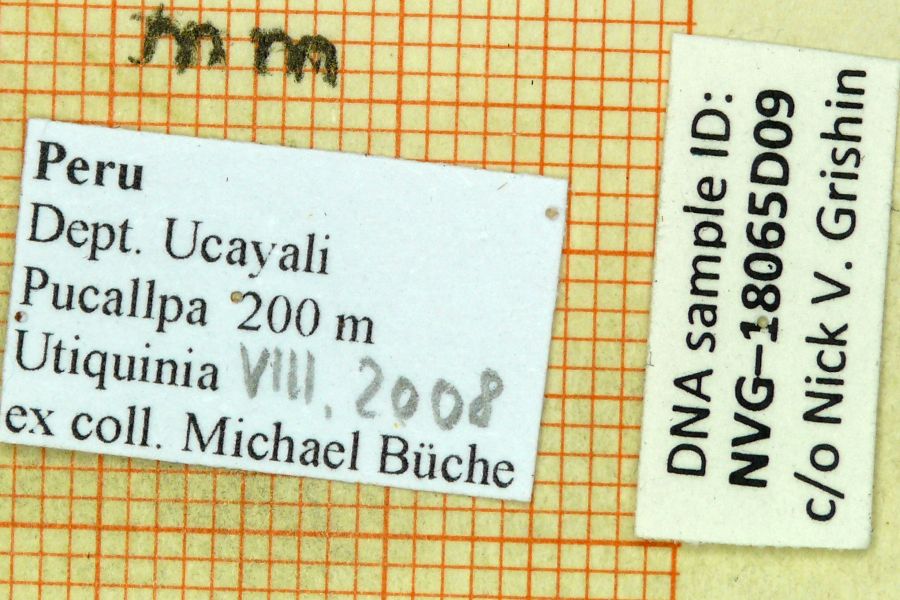 mm
Peru
Dept. Ucayali
Pucallpa 200 m
Utiquinia VIII. 2008
ex coll. Michael Büche
DNA sample ID:
NVG-18065D09
c/o Nick V. Grishin